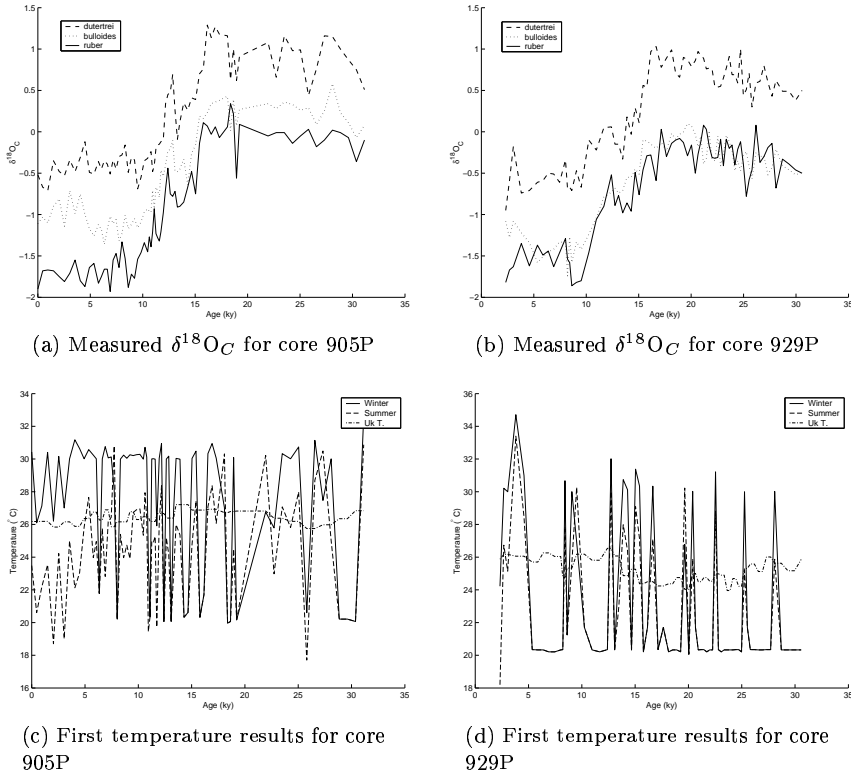 1.5
1
0.5
0
−0.5
−1
−1.5
−2
δ¹⁸O_C
0 5 10 15 20 25 30 35
Age (ky)
dutertrei
bulloides
ruber
(a) Measured δ¹⁸O_C for core 905P
1.5
1
0.5
0
−0.5
−1
−1.5
−2
δ¹⁸O_C
0 5 10 15 20 25 30 35
Age (ky)
dutertrei
bulloides
ruber
(b) Measured δ¹⁸O_C for core 929P
34
32
30
28
26
24
22
20
18
16
Temperature (° C)
0 5 10 15 20 25 30 35
Age (ky)
Winter
Summer
Uk T.
(c) First temperature results for core
905P
36
34
32
30
28
26
24
22
20
18
Temperature (° C)
0 5 10 15 20 25 30 35
Age (ky)
Winter
Summer
Uk T.
(d) First temperature results for core
929P